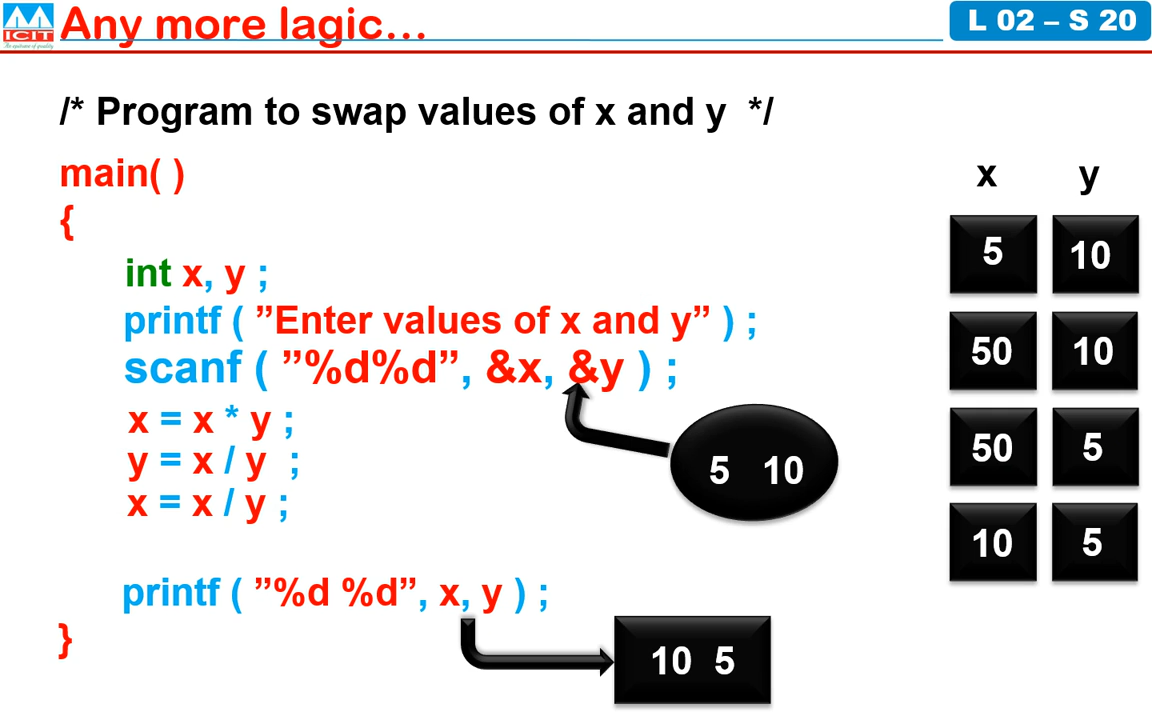 ICIT
Any more lagic...
L 02 – S 20
/* Program to swap values of x and y */
main( )
{
int x, y ;
printf ( ”Enter values of x and y” ) ;
scanf ( ”%d%d”, &x, &y ) ;
x = x * y ;
y = x / y ;
x = x / y ;
5 10
printf ( ”%d %d”, x, y ) ;
}
10 5
x y
5 10
50 10
50 5
10 5